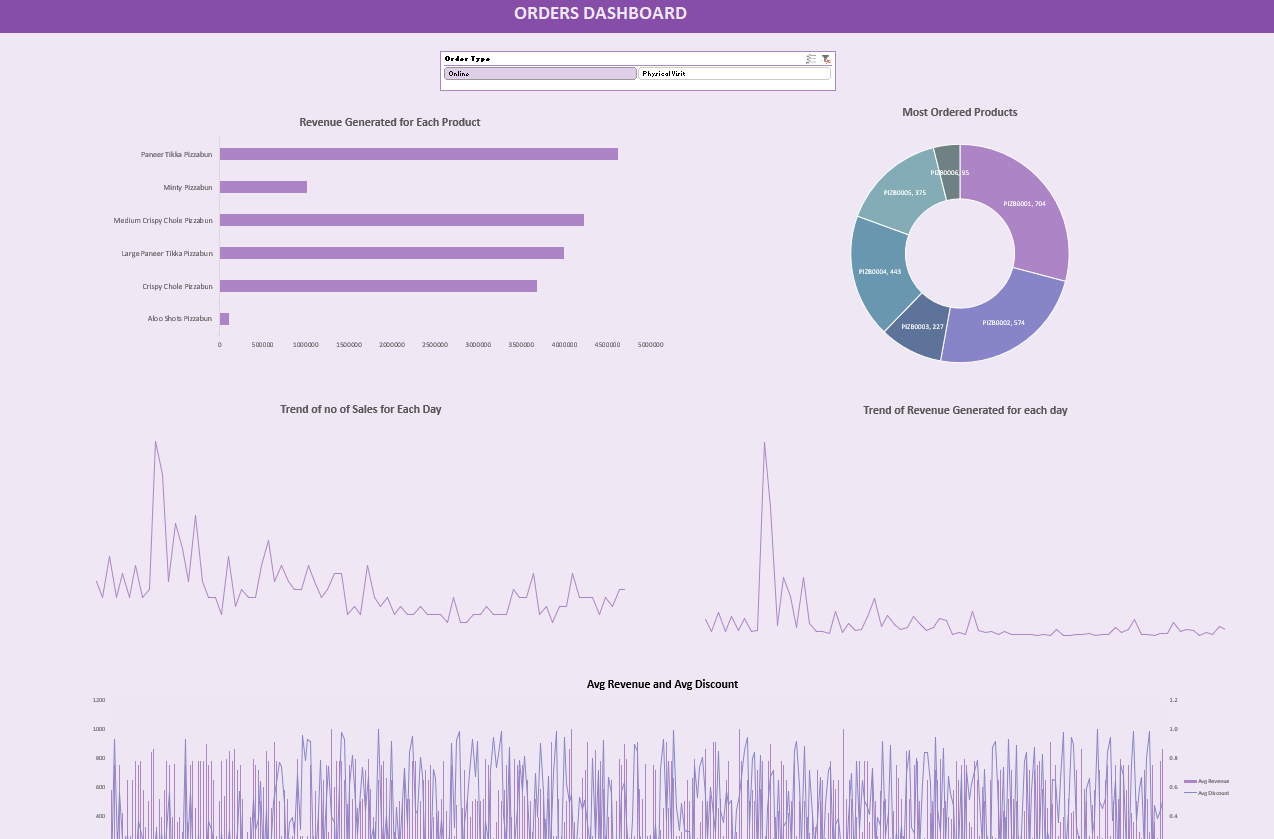 ORDERS DASHBOARD
Order Type
Online
Physical Visit
Revenue Generated for Each Product
Paneer Tikka Pizzabun
Minty Pizzabun
Medium Crispy Chole Pizzabun
Large Paneer Tikka Pizzabun
Crispy Chole Pizzabun
Aloo Shots Pizzabun
0 500000 1000000 1500000 2000000 2500000 3000000 3500000 4000000 4500000 5000000
Most Ordered Products
PIZB0006, 95
PIZB0005, 375
PIZB0001, 704
PIZB0004, 443
PIZB0003, 227
PIZB0002, 574
Trend of no of Sales for Each Day
Trend of Revenue Generated for each day
Avg Revenue and Avg Discount
1200
1000
800
600
400
1.2
1.0
0.8
0.6
0.4
Avg Revenue
Avg Discount